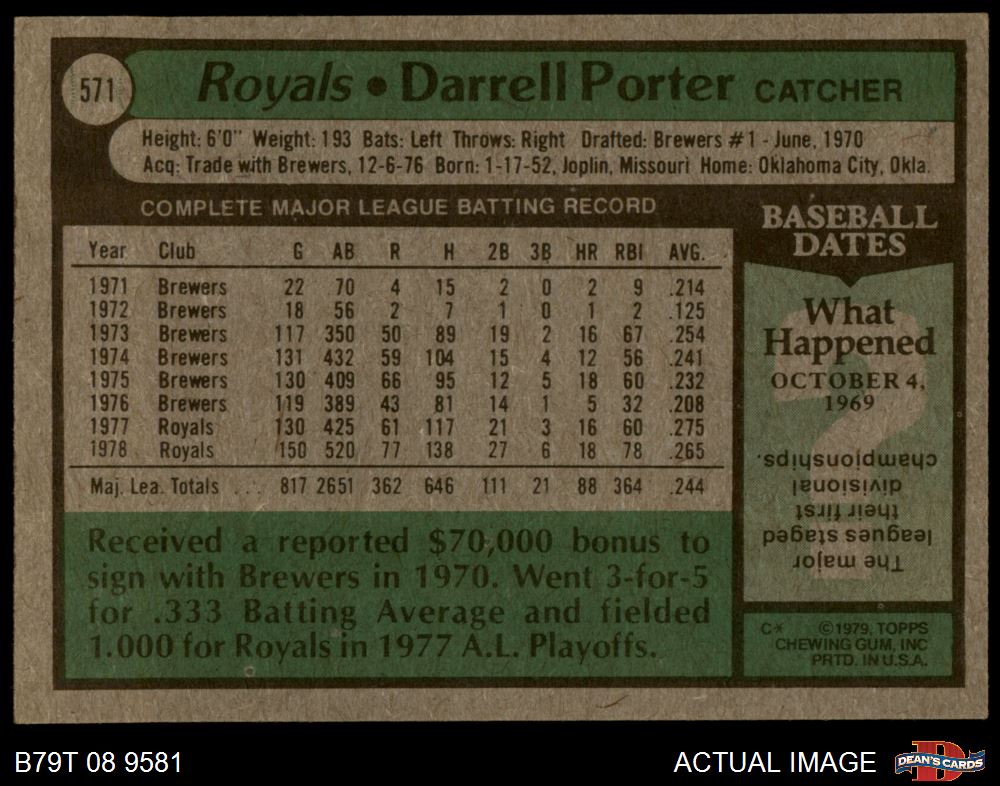 571
Royals • Darrell Porter CATCHER
Height: 6'0" Weight: 193 Bats: Left Throws: Right Drafted: Brewers #1 - June, 1970
Acq: Trade with Brewers, 12-6-76 Born: 1-17-52, Joplin, Missouri Home: Oklahoma City, Okla.
COMPLETE MAJOR LEAGUE BATTING RECORD
Year Club G AB R H 2B 3B HR RBI AVG.
1971 Brewers 22 70 4 15 2 0 2 9 .214
1972 Brewers 18 56 2 7 1 0 1 2 .125
1973 Brewers 117 350 50 89 19 2 16 67 .254
1974 Brewers 131 432 59 104 15 4 12 56 .241
1975 Brewers 130 409 66 95 12 5 18 60 .232
1976 Brewers 119 389 43 81 14 1 5 32 .208
1977 Royals 130 425 61 117 21 3 16 60 .275
1978 Royals 150 520 77 138 27 6 18 78 .265
Maj. Lea. Totals ... 817 2651 362 646 111 21 88 364 .244
Received a reported $70,000 bonus to
sign with Brewers in 1970. Went 3-for-5
for .333 Batting Average and fielded
1.000 for Royals in 1977 A.L. Playoffs.
BASEBALL
DATES
What
Happened
OCTOBER 4,
1969
?
The major
leagues staged
their first
divisional
championships.
C* ©1979, TOPPS
CHEWING GUM, INC
PRTD. IN U.S.A.
B79T 08 9581
ACTUAL IMAGE
D
DEAN'S CARDS